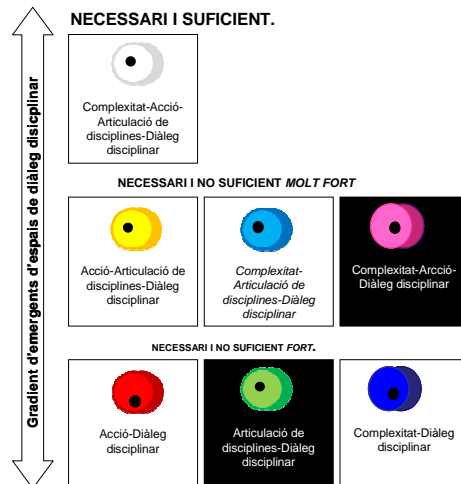 NECESSARI I SUFICIENT.
Gradient d'emergents d'espais de diàleg disicplinar
Complexitat-Acció-
Articulació de
disciplines-Diàleg
disciplinar
NECESSARI I NO SUFICIENT MOLT FORT
Acció-Articulació de
disciplines-Diàleg
disciplinar
Complexitat-
Articulació de
disciplines-Diàleg
disciplinar
Complexitat-Arcció-
Diàleg disciplinar
NECESSARI I NO SUFICIENT FORT.
Acció-Diàleg
disciplinar
Articulació de
disciplines-Diàleg
disciplinar
Complexitat-Diàleg
disciplinar